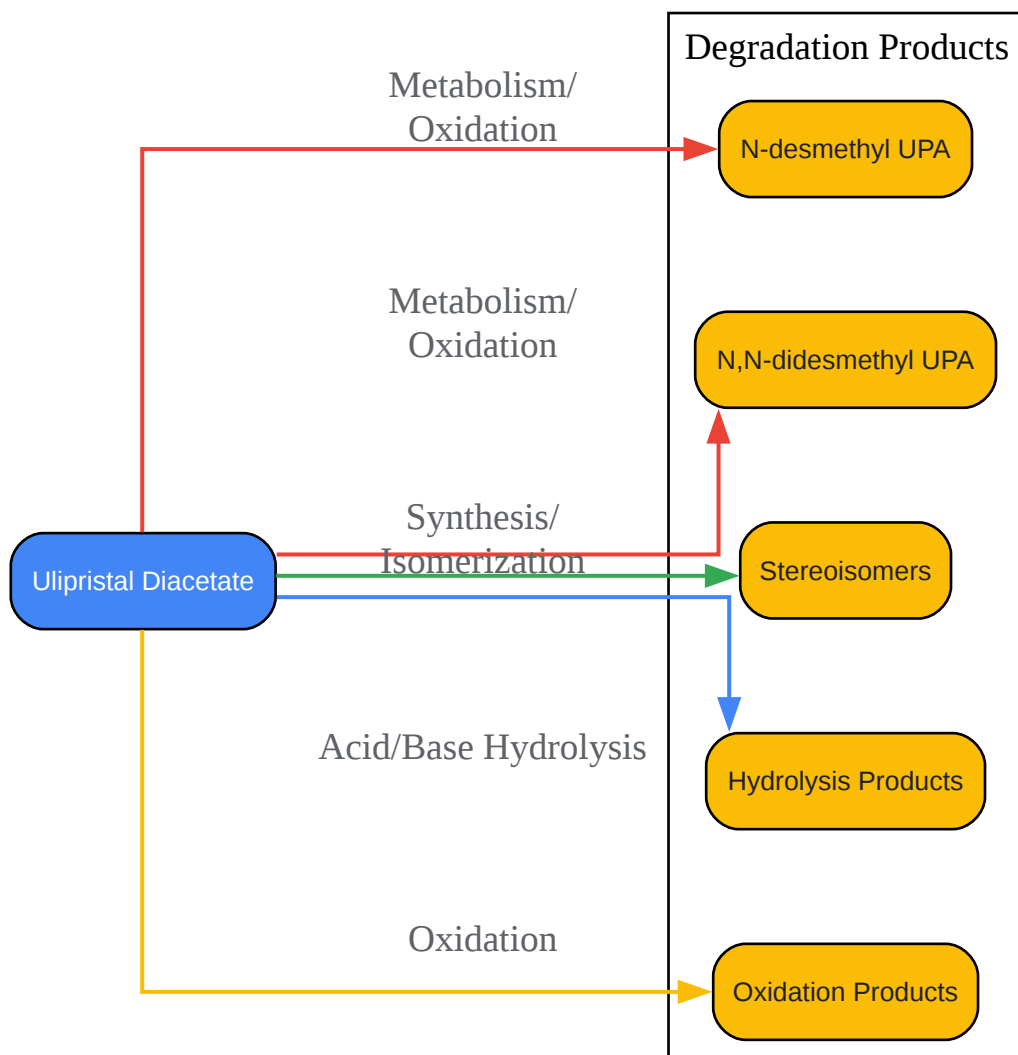 Degradation Products
Metabolism/
Oxidation
N-desmethyl UPA
Metabolism/
Oxidation
N,N-didesmethyl UPA
Synthesis/
Isomerization
Ulipristal Diacetate
Stereoisomers
Acid/Base Hydrolysis
Hydrolysis Products
Oxidation
Oxidation Products